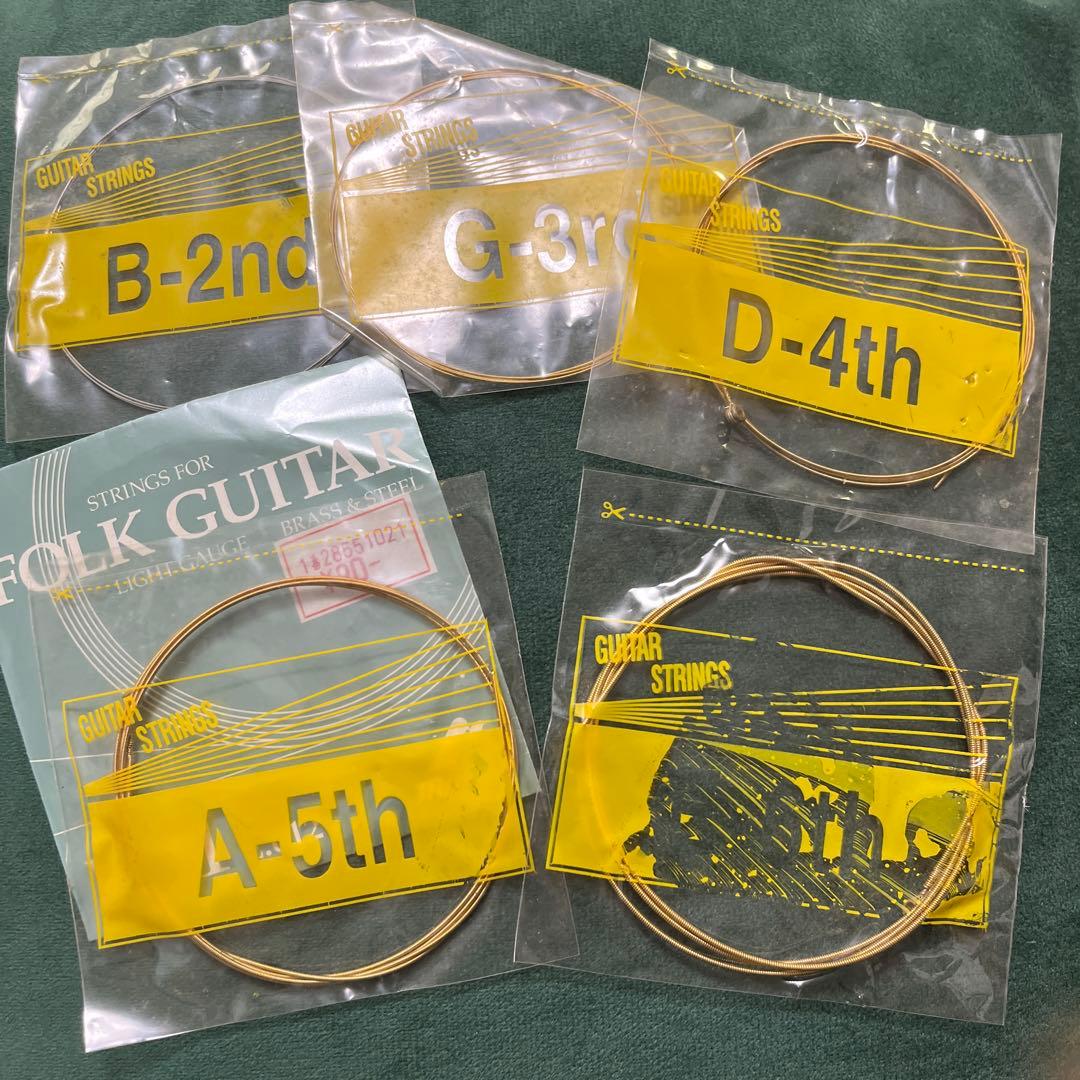 GUITAR
STRINGS
B-2nd
GUITAR
STRINGS
G-3rd
GUITAR
STRINGS
D-4th
STRINGS FOR
FOLK GUITAR
BRASS & STEEL
LIGHT GAUGE
GUITAR
STRINGS
A-5th
GUITAR
STRINGS
6th